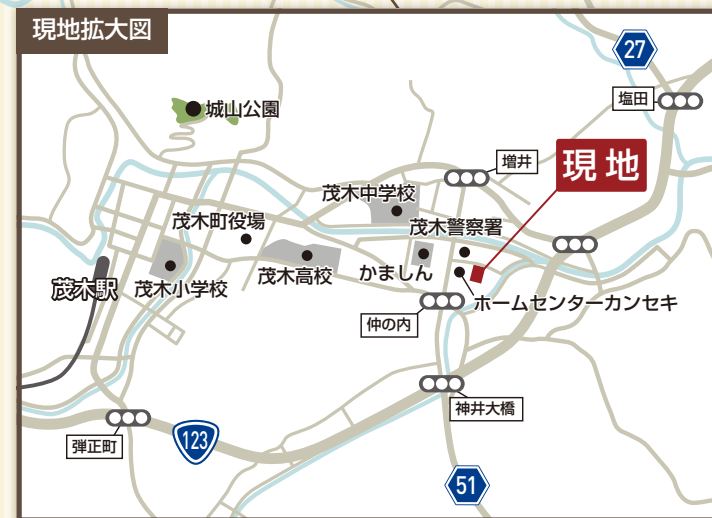 現地拡大図
27
塩田
城山公園
増井
現地
茂木中学校
茂木町役場
茂木警察署
茂木駅
茂木小学校
茂木高校
かましん
ホームセンターカンセキ
仲の内
神井大橋
弾正町
123
51